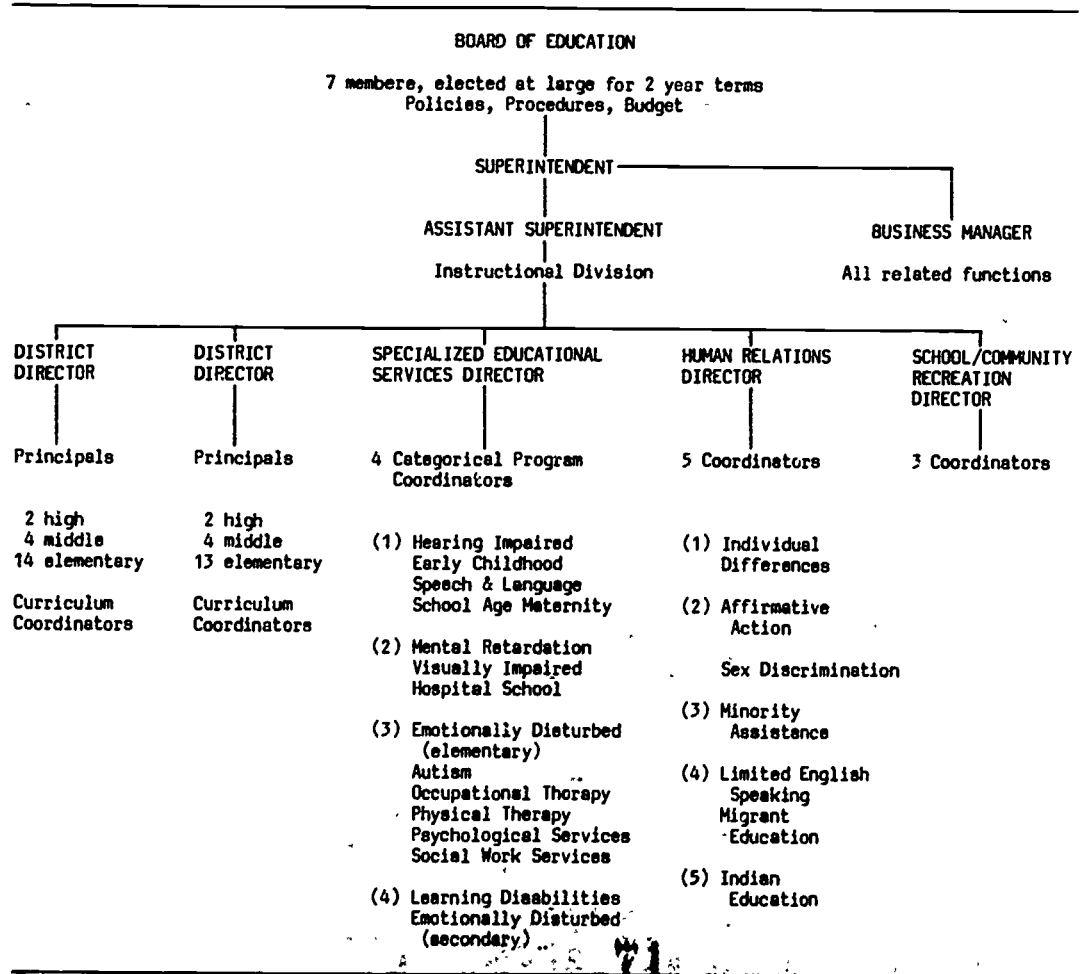 BOARD OF EDUCATION
7 members, elected at large for 2 year terms
Policies, Procedures, Budget
SUPERINTENDENT
ASSISTANT SUPERINTENDENT
BUSINESS MANAGER
Instructional Division
All related functions
DISTRICT
DIRECTOR
Principals
2 high
4 middle
14 elementary
Curriculum
Coordinators
DISTRICT
DIRECTOR
Principals
2 high
4 middle
13 elementary
Curriculum
Coordinators
SPECIALIZED EDUCATIONAL
SERVICES DIRECTOR
4 Categorical Program
Coordinators
(1) Hearing Impaired
Early Childhood
Speech & Language
School Age Maternity
(2) Mental Retardation
Visually Impaired
Hospital School
(3) Emotionally Disturbed
(elementary)
Autism
Occupational Therapy
Physical Therapy
Psychological Services
Social Work Services
(4) Learning Disabilities
Emotionally Disturbed
(secondary)
HUMAN RELATIONS
DIRECTOR
5 Coordinators
(1) Individual
Differences
(2) Affirmative
Action
Sex Discrimination
(3) Minority
Assistance
(4) Limited English
Speaking
Migrant
Education
(5) Indian
Education
SCHOOL/COMMUNITY
RECREATION
DIRECTOR
3 Coordinators